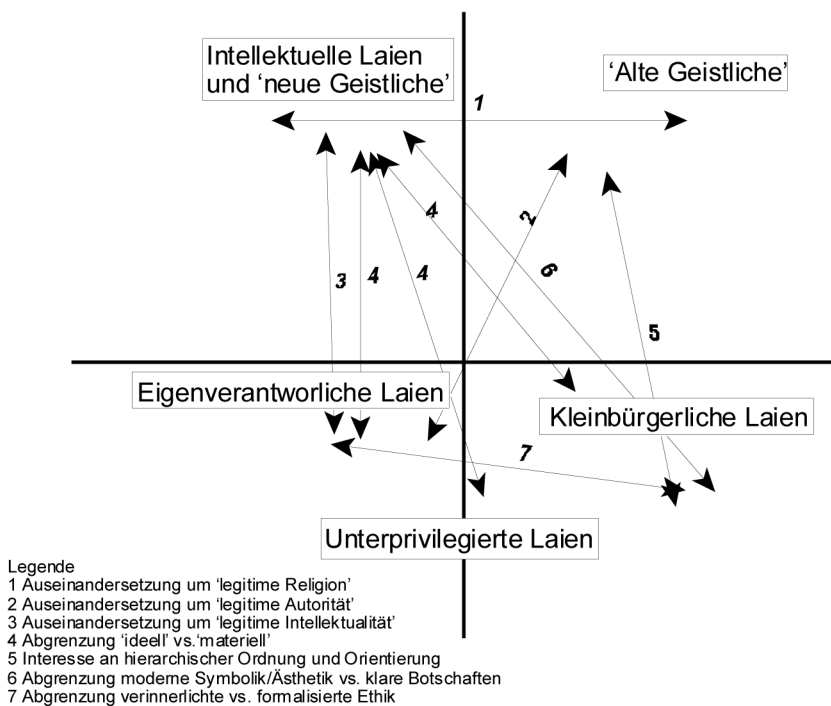 Intellektuelle Laien
und ‘neue Geistliche’
‘Alte Geistliche’
1
4
2
6
3
4
4
5
Eigenverantworliche Laien
Kleinbürgerliche Laien
7
Unterprivilegierte Laien
Legende
1 Auseinandersetzung um ‘legitime Religion’
2 Auseinandersetzung um ‘legitime Autorität’
3 Auseinandersetzung um ‘legitime Intellektualität’
4 Abgrenzung ‘ideell’ vs.‘materiell’
5 Interesse an hierarchischer Ordnung und Orientierung
6 Abgrenzung moderne Symbolik/Ästhetik vs. klare Botschaften
7 Abgrenzung verinnerlichte vs. formalisierte Ethik